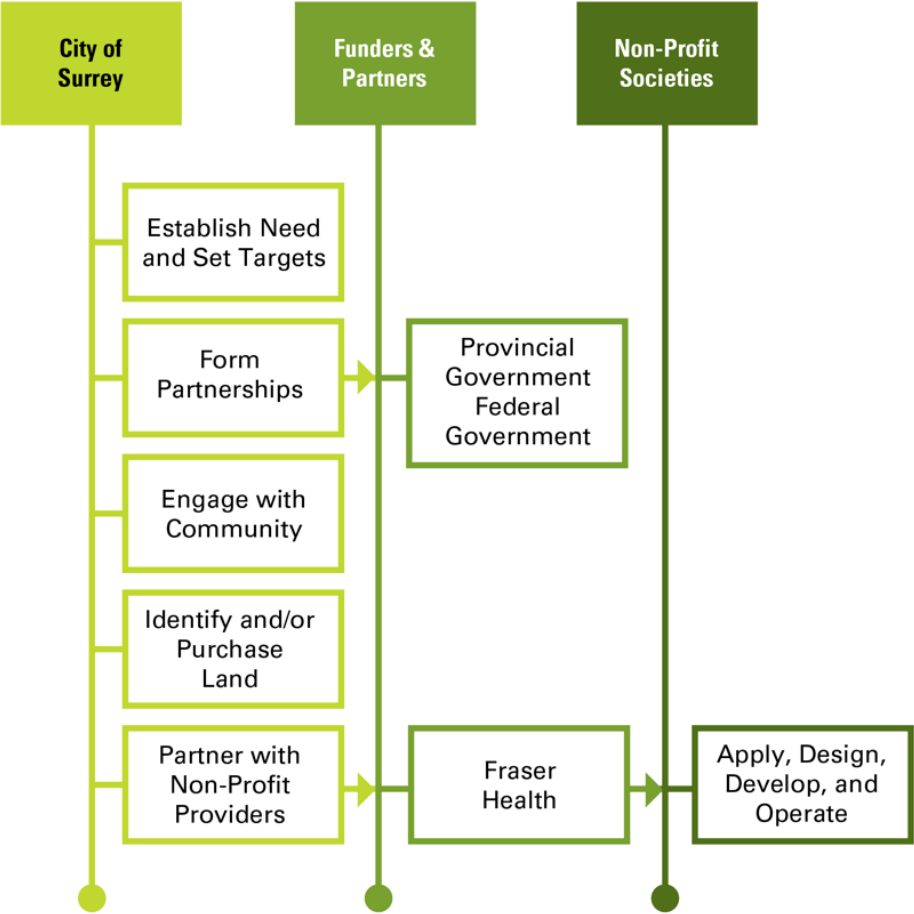 City of
Surrey
Funders &
Partners
Non-Profit
Societies
Establish Need
and Set Targets
Form
Partnerships
Provincial
Government
Federal
Government
Engage with
Community
Identify and/or
Purchase
Land
Partner with
Non-Profit
Providers
Fraser
Health
Apply, Design,
Develop, and
Operate